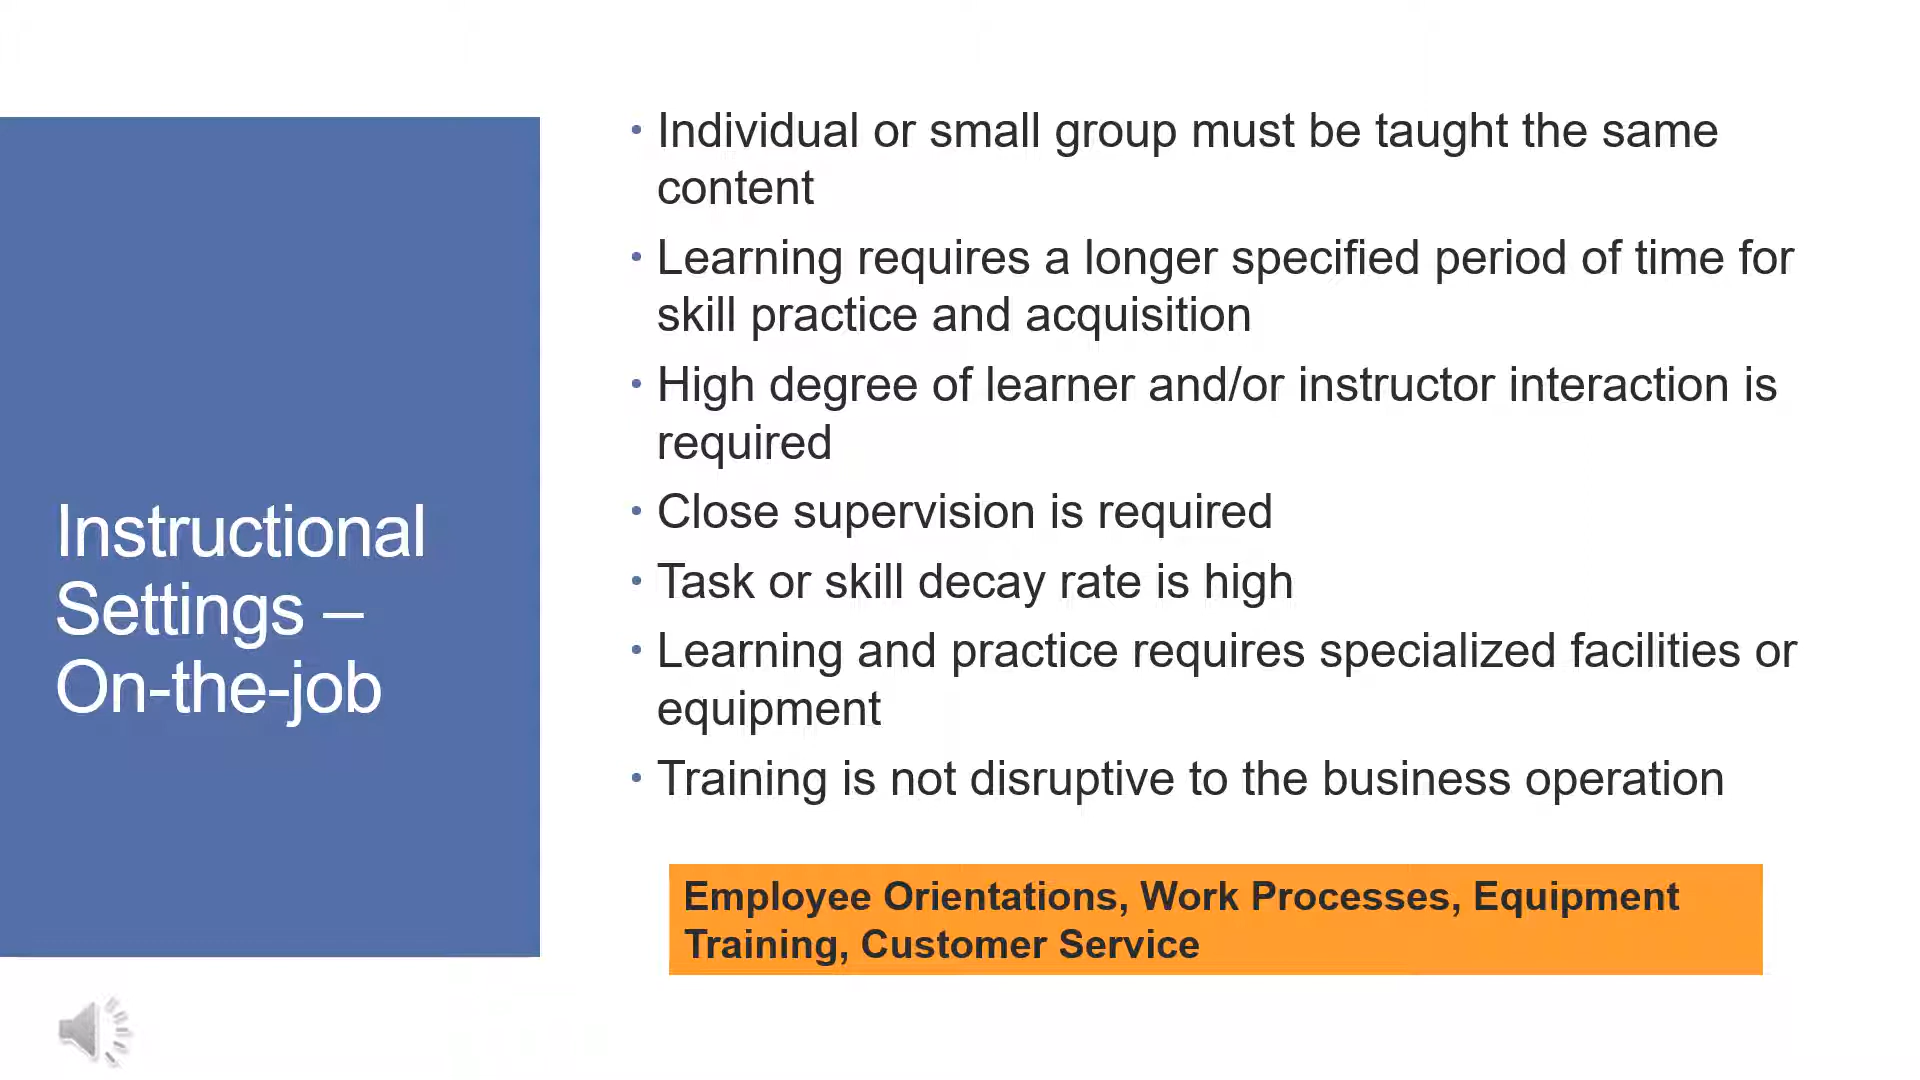 Instructional
Settings –
On-the-job
• Individual or small group must be taught the same
content
• Learning requires a longer specified period of time for
skill practice and acquisition
• High degree of learner and/or instructor interaction is
required
• Close supervision is required
• Task or skill decay rate is high
• Learning and practice requires specialized facilities or
equipment
• Training is not disruptive to the business operation
Employee Orientations, Work Processes, Equipment
Training, Customer Service